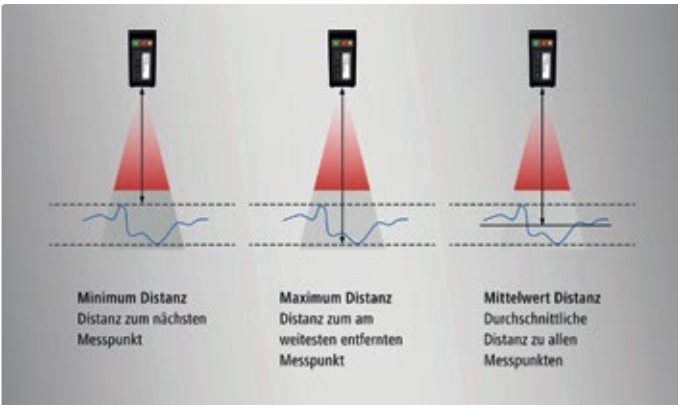 Minimum Distanz
Distanz zum nächsten
Messpunkt
Maximum Distanz
Distanz zum am
weitesten entfernten
Messpunkt
Mittelwert Distanz
Durchschnittliche
Distanz zu allen
Messpunkten